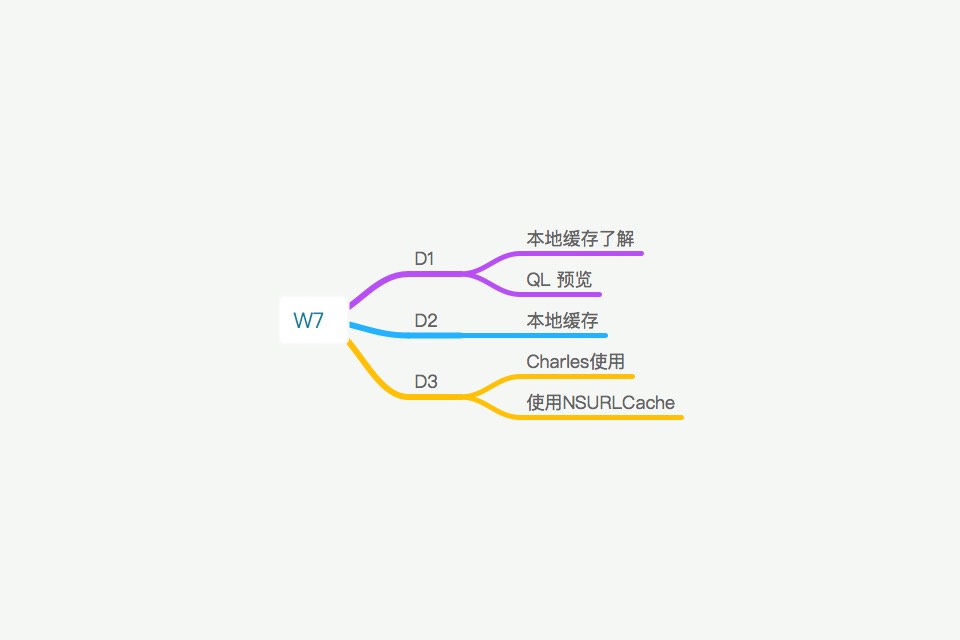 W7
D1
本地缓存了解
QL 预览
D2
本地缓存
D3
Charles使用
使用NSURLCache